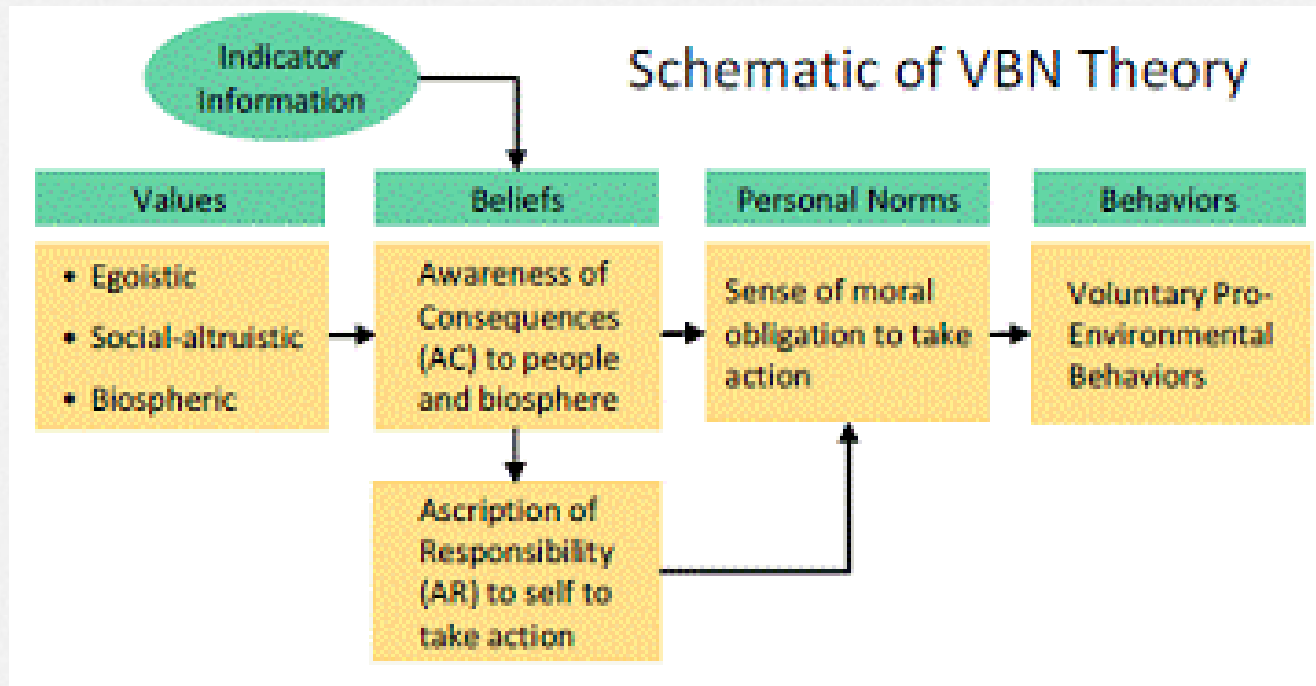 Indicator
Information
Schematic of VBN Theory
Values
Beliefs
Personal Norms
Behaviors
• Egoistic
• Social-altruistic
• Biospheric
Awareness of
Consequences
(AC) to people
and biosphere
Sense of moral
obligation to take
action
Voluntary Pro-
Environmental
Behaviors
Ascription of
Responsibility
(AR) to self to
take action